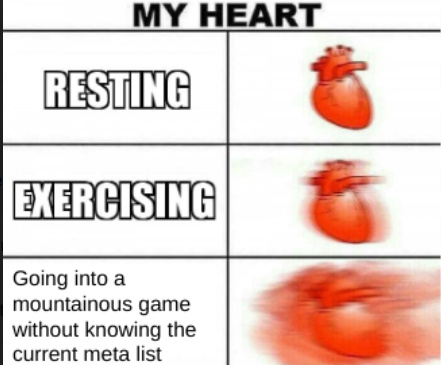 MY HEART
RESTING
EXERCISING
Going into a
mountainous game
without knowing the
current meta list